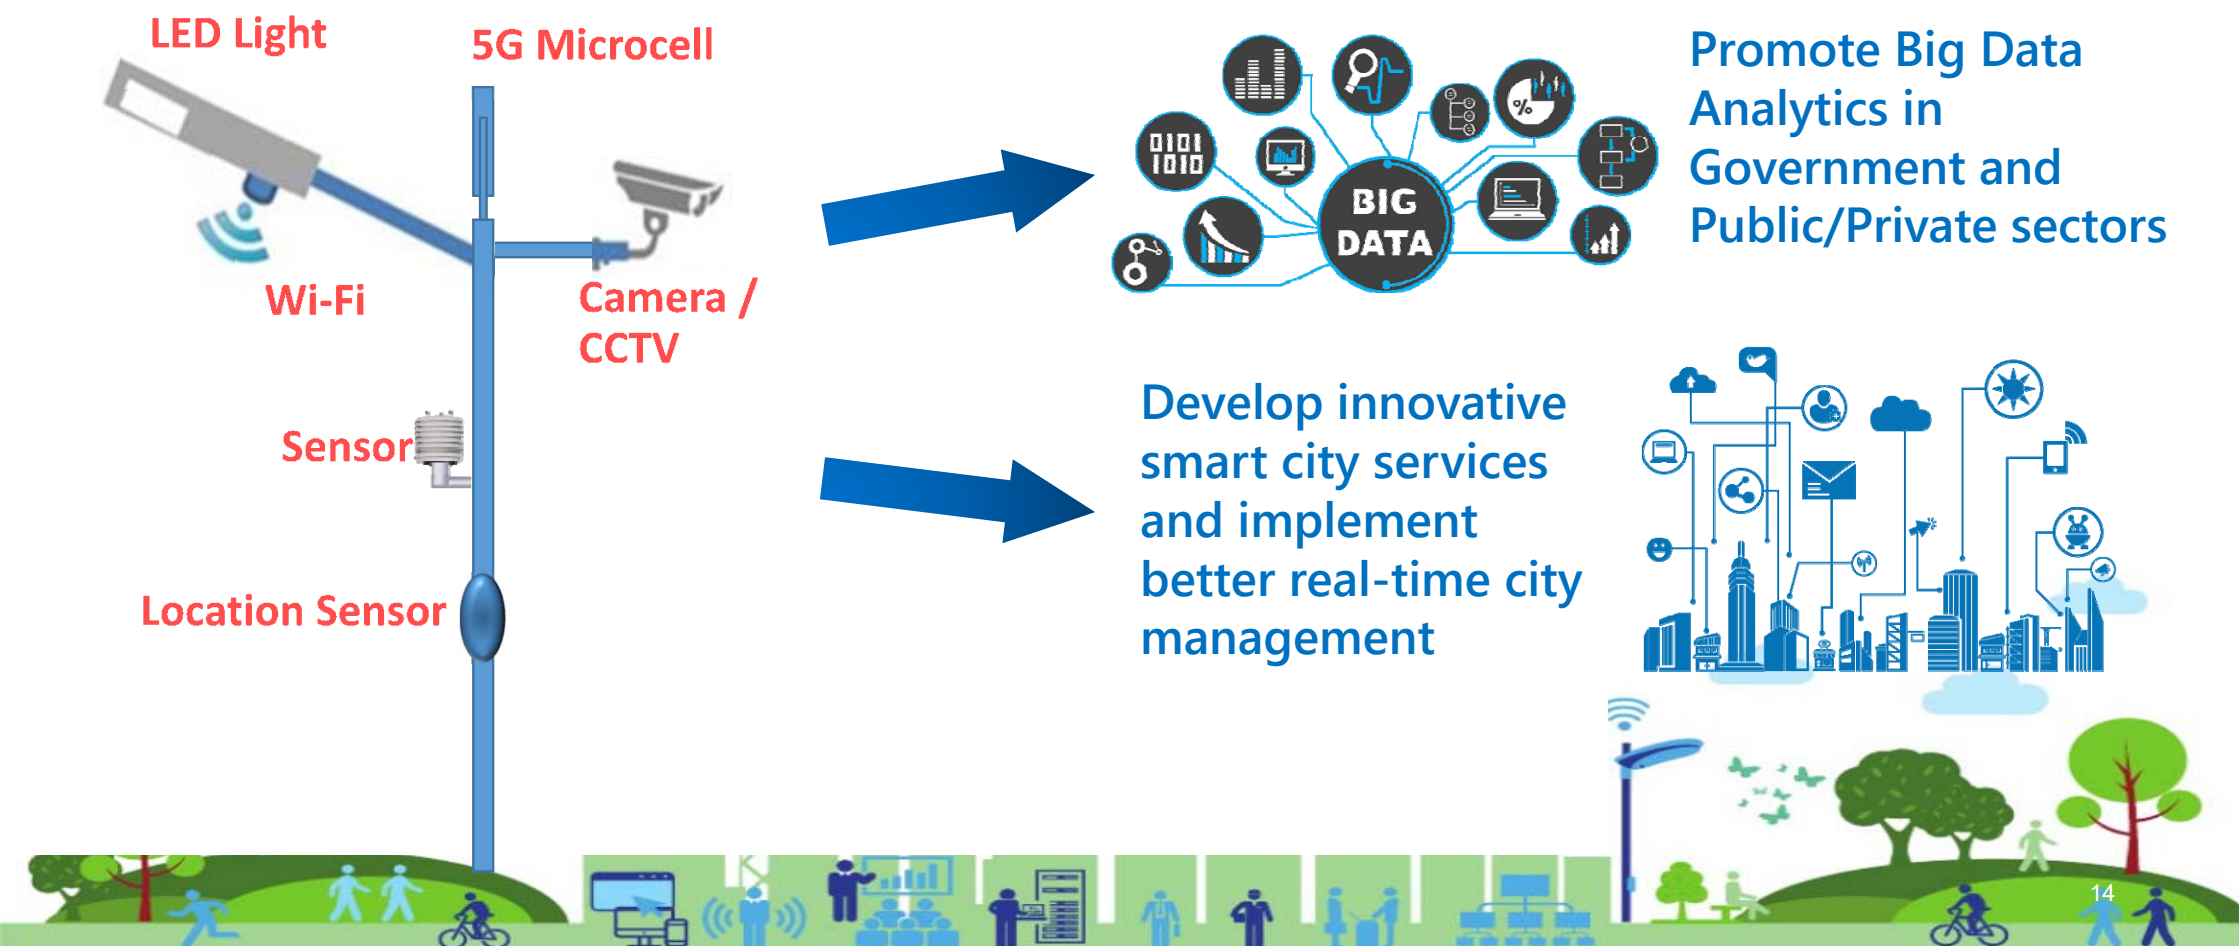 LED Light
5G Microcell
Wi-Fi
Camera /
CCTV
Sensor
Location Sensor
0101
1010
%
BIG
DATA
Promote Big Data
Analytics in
Government and
Public/Private sectors
Develop innovative
smart city services
and implement
better real-time city
management
14